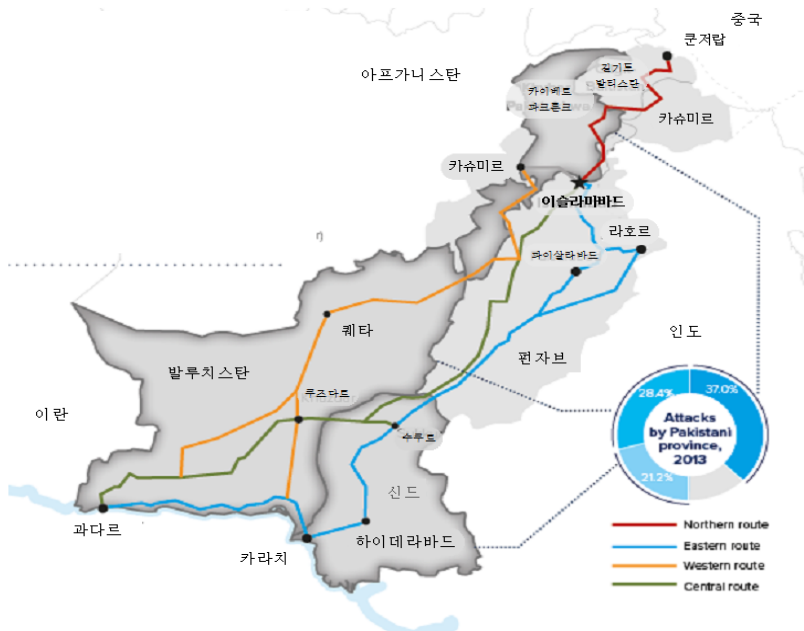 중국
쿤저랍
아프가니스탄
길기트
발티스탄
카이베르
파크툰크
카슈미르
카슈미르
이슬라마바드
라호르
파이살라바드
퀘타
인도
펀자브
발루치스탄
이란
쿠즈다르
수쿠르
신드
과다르
카라치
하이데라바드
28.4%
37.0%
21.2%
Attacks
by Pakistani
province,
2013
Northern route
Eastern route
Western route
Central route